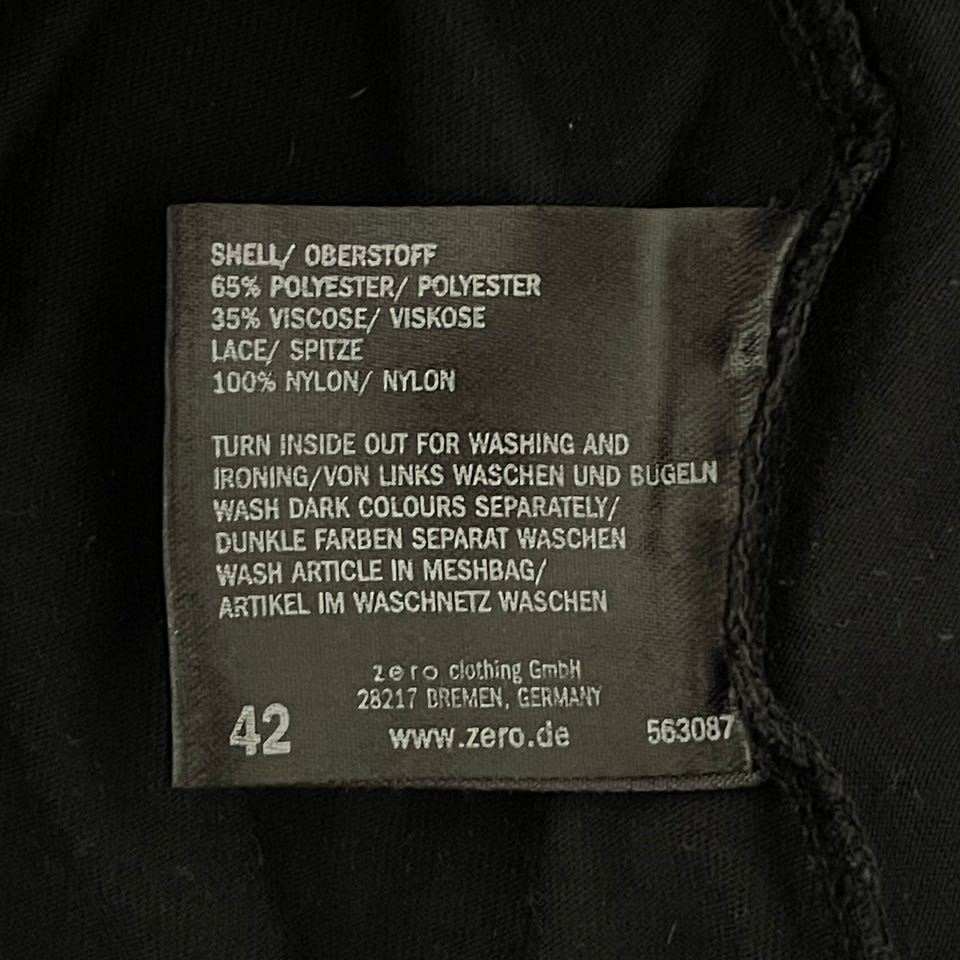 SHELL/ OBERSTOFF
65% POLYESTER/ POLYESTER
35% VISCOSE/ VISKOSE
LACE/ SPITZE
100% NYLON/ NYLON
TURN INSIDE OUT FOR WASHING AND
IRONING/VON LINKS WASCHEN UND BÜGELN
WASH DARK COLOURS SEPARATELY/
DUNKLE FARBEN SEPARAT WASCHEN
WASH ARTICLE IN MESHBAG/
ARTIKEL IM WASCHNETZ WASCHEN
zero clothing GmbH
28217 BREMEN, GERMANY
42 www.zero.de 563087